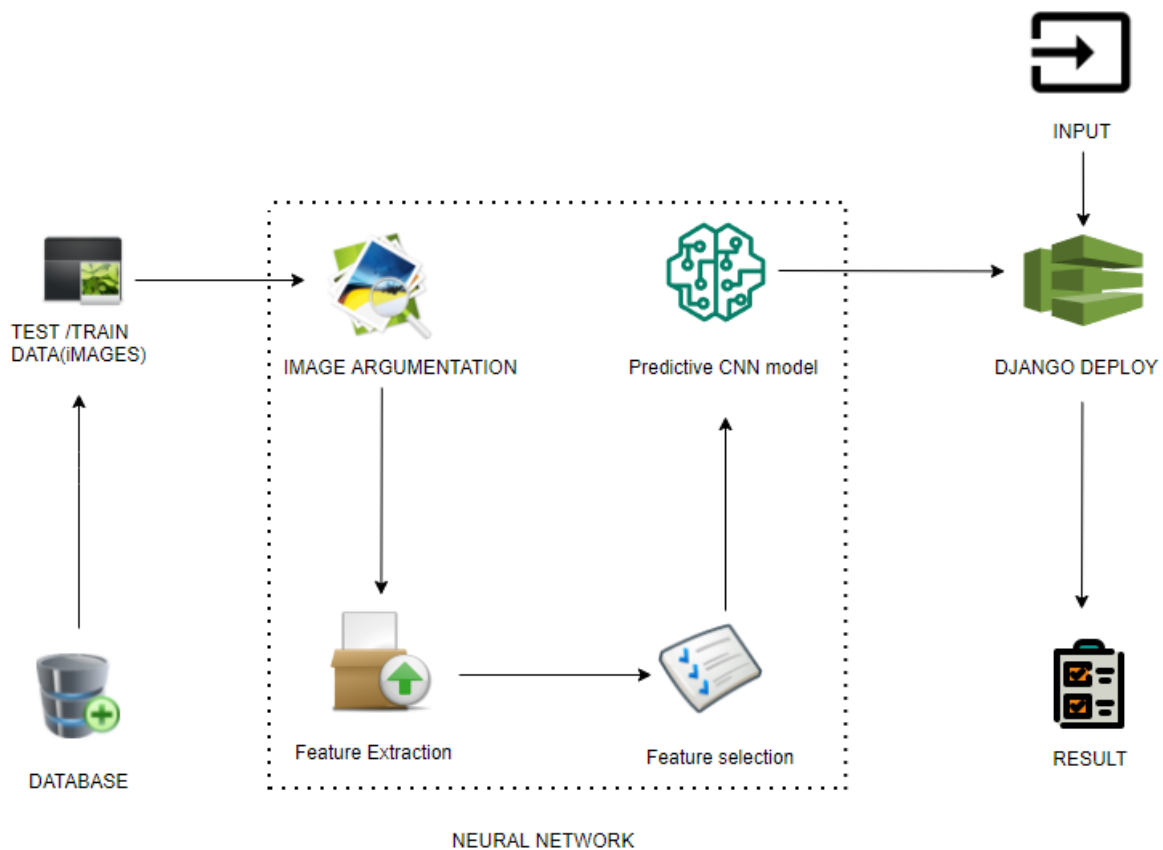 INPUT
TEST /TRAIN
DATA(iMAGES)
IMAGE ARGUMENTATION
Predictive CNN model
DJANGO DEPLOY
Feature Extraction
Feature selection
RESULT
DATABASE
NEURAL NETWORK